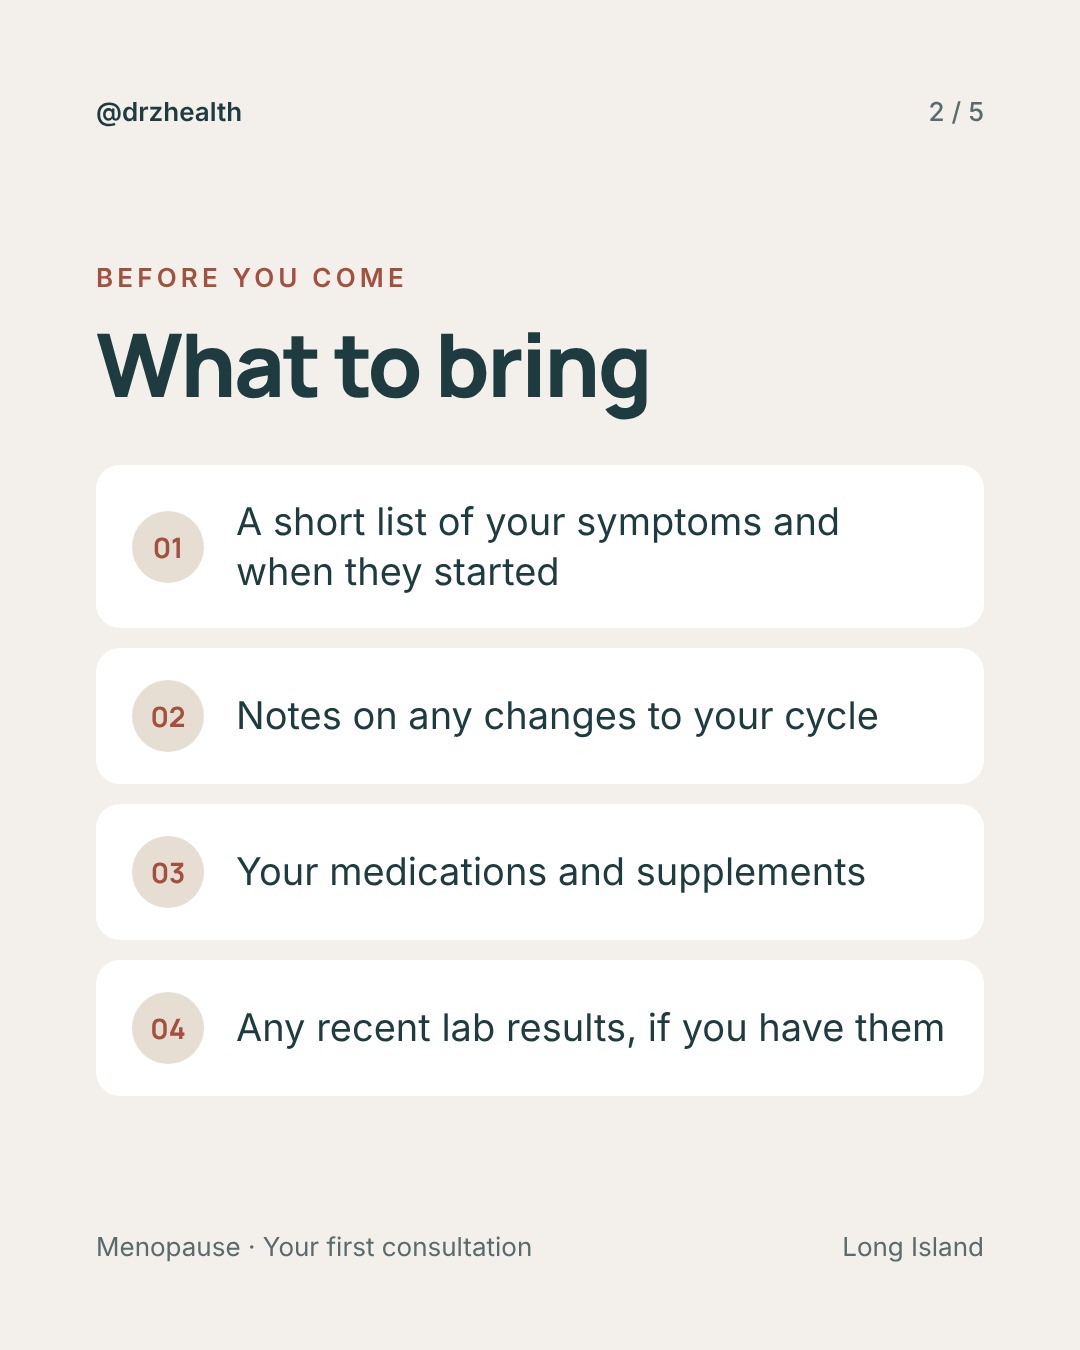 @drzhealth
2 / 5
BEFORE YOU COME
What to bring
01
A short list of your symptoms and
when they started
02
Notes on any changes to your cycle
03
Your medications and supplements
04
Any recent lab results, if you have them
Menopause · Your first consultation
Long Island